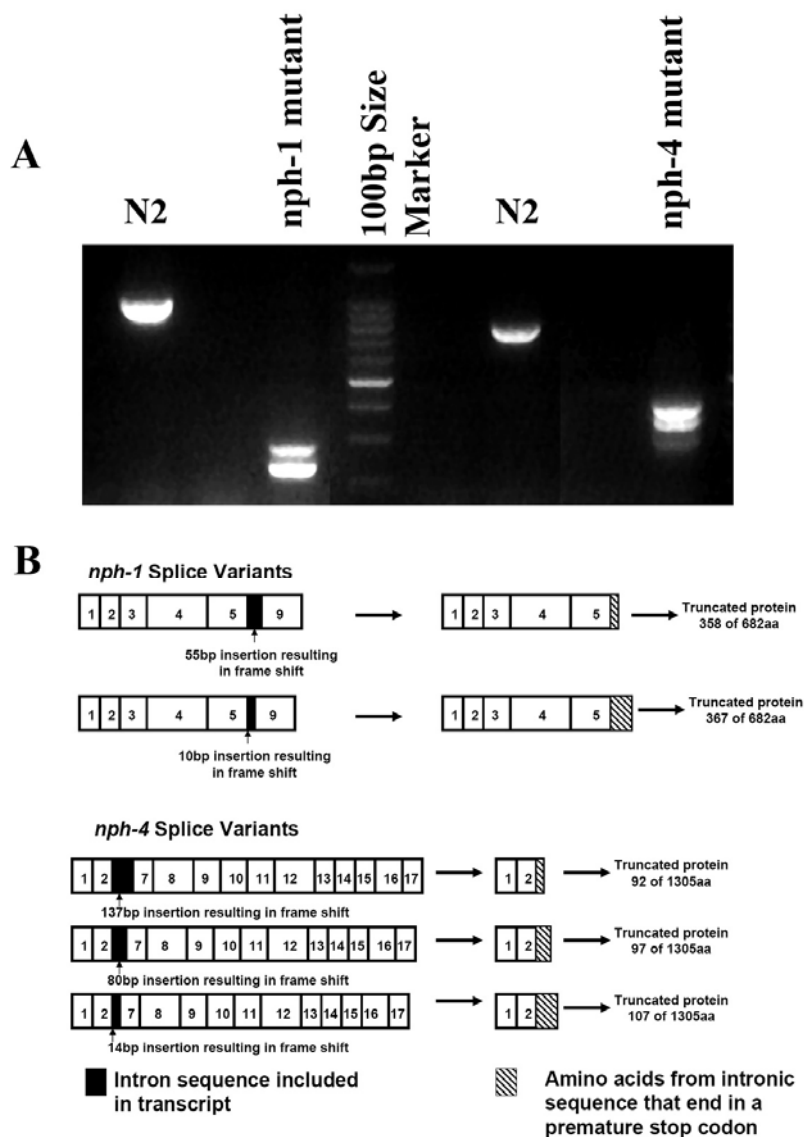 A
N2
nph-1 mutant
100bp Size
Marker
N2
nph-4 mutant
B
nph-1 Splice Variants
1 2 3 4 5 9
1 2 3 4 5
Truncated protein
358 of 682aa
55bp insertion resulting
in frame shift
1 2 3 4 5 9
1 2 3 4 5
Truncated protein
367 of 682aa
10bp insertion resulting
in frame shift
nph-4 Splice Variants
1 2 7 8 9 10 11 12 13 14 15 16 17
1 2
Truncated protein
92 of 1305aa
137bp insertion resulting in frame shift
1 2 7 8 9 10 11 12 13 14 15 16 17
1 2
Truncated protein
97 of 1305aa
80bp insertion resulting in frame shift
1 2 7 8 9 10 11 12 13 14 15 16 17
1 2
Truncated protein
107 of 1305aa
14bp insertion resulting in frame shift
Intron sequence included
in transcript
Amino acids from intronic
sequence that end in a
premature stop codon